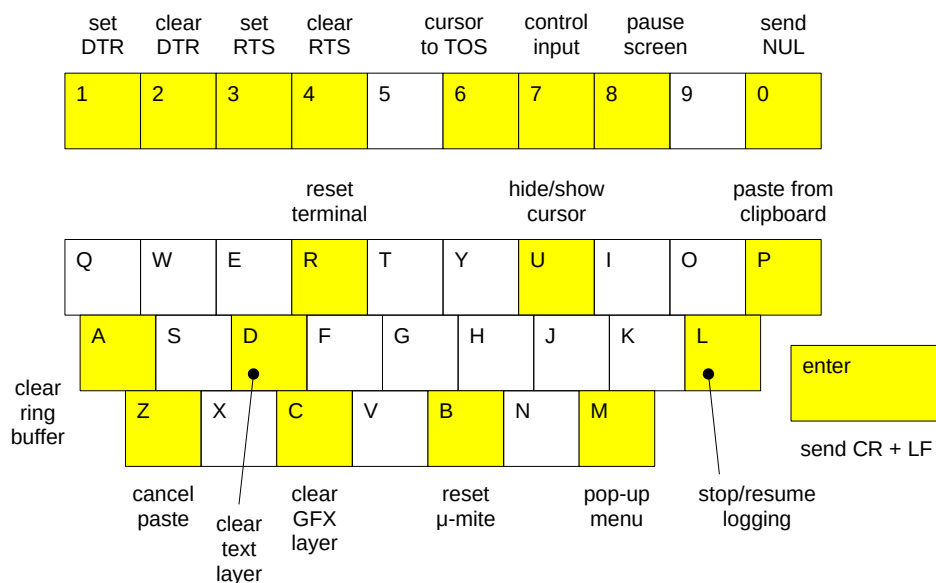 set DTR
clear DTR
set RTS
clear RTS
cursor to TOS
control input
pause screen
send NUL
1 2 3 4 5 6 7 8 9 0
reset terminal
hide/show cursor
paste from clipboard
Q W E R T Y U I O P
A S D F G H J K L
enter
clear ring buffer
Z X C V B N M
send CR + LF
cancel paste
clear text layer
clear GFX layer
reset µ-mite
pop-up menu
stop/resume logging